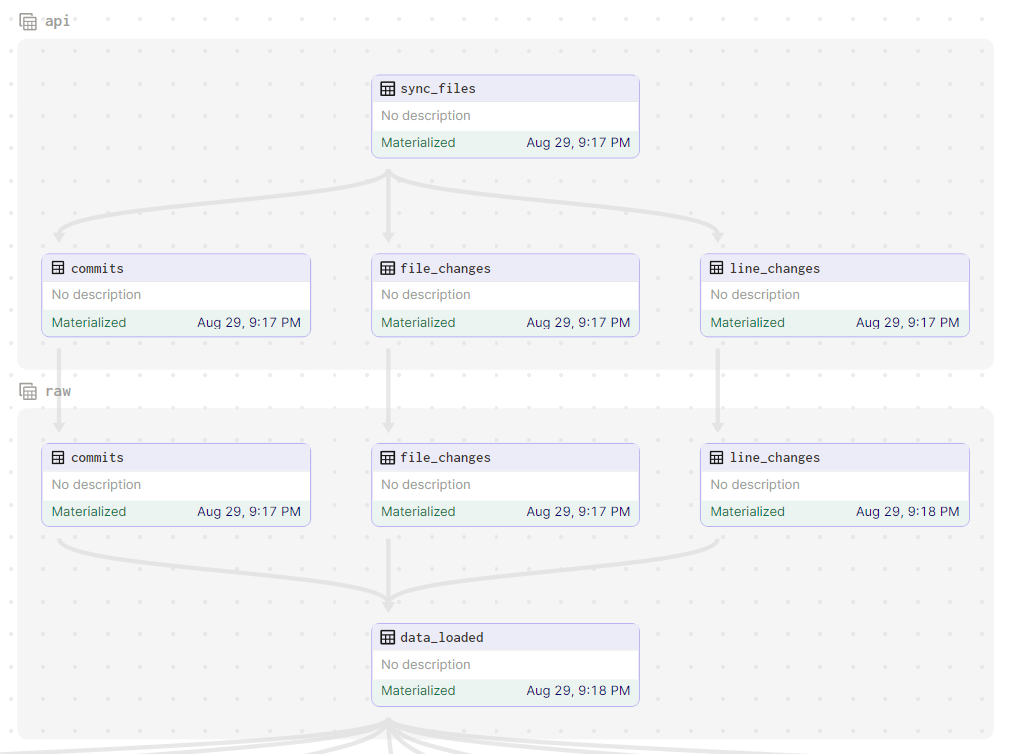 api
sync_files
No description
Materialized Aug 29, 9:17 PM
commits file_changes line_changes
No description No description No description
Materialized Aug 29, 9:17 PM Materialized Aug 29, 9:17 PM Materialized Aug 29, 9:17 PM
raw
commits file_changes line_changes
No description No description No description
Materialized Aug 29, 9:17 PM Materialized Aug 29, 9:17 PM Materialized Aug 29, 9:18 PM
data_loaded
No description
Materialized Aug 29, 9:18 PM